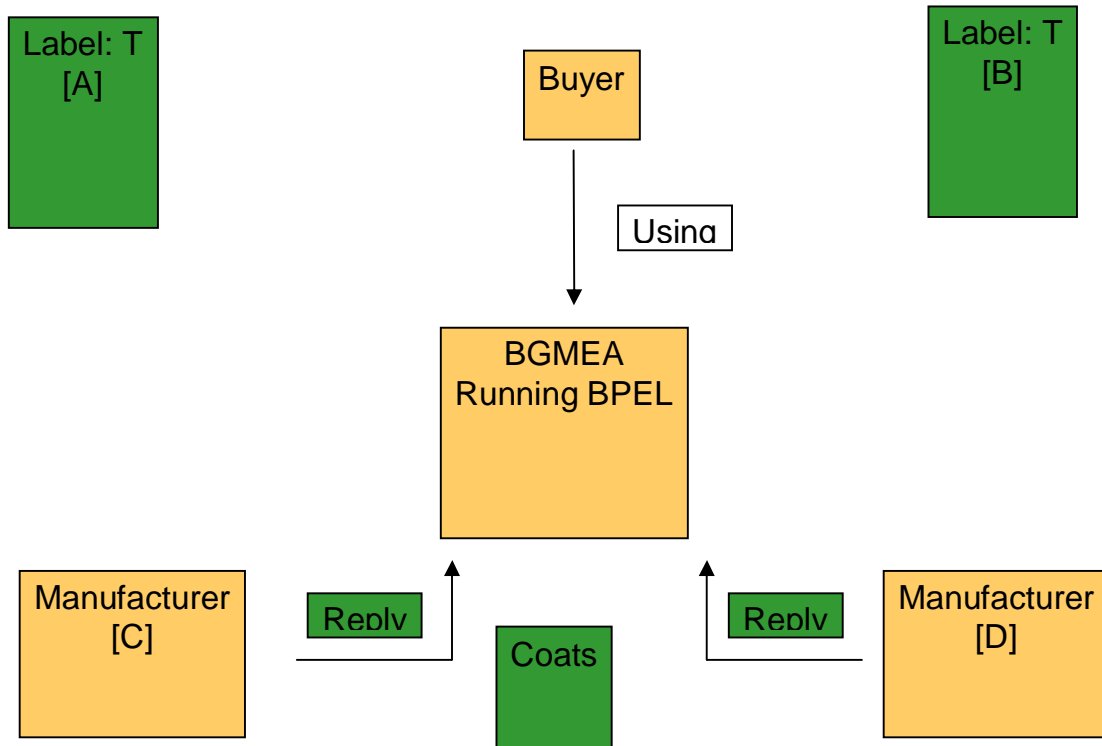 Label: T
[A]
Buyer
Label: T
[B]
Using
BGMEA
Running BPEL
Manufacturer
[C]
Reply
Coats
Reply
Manufacturer
[D]